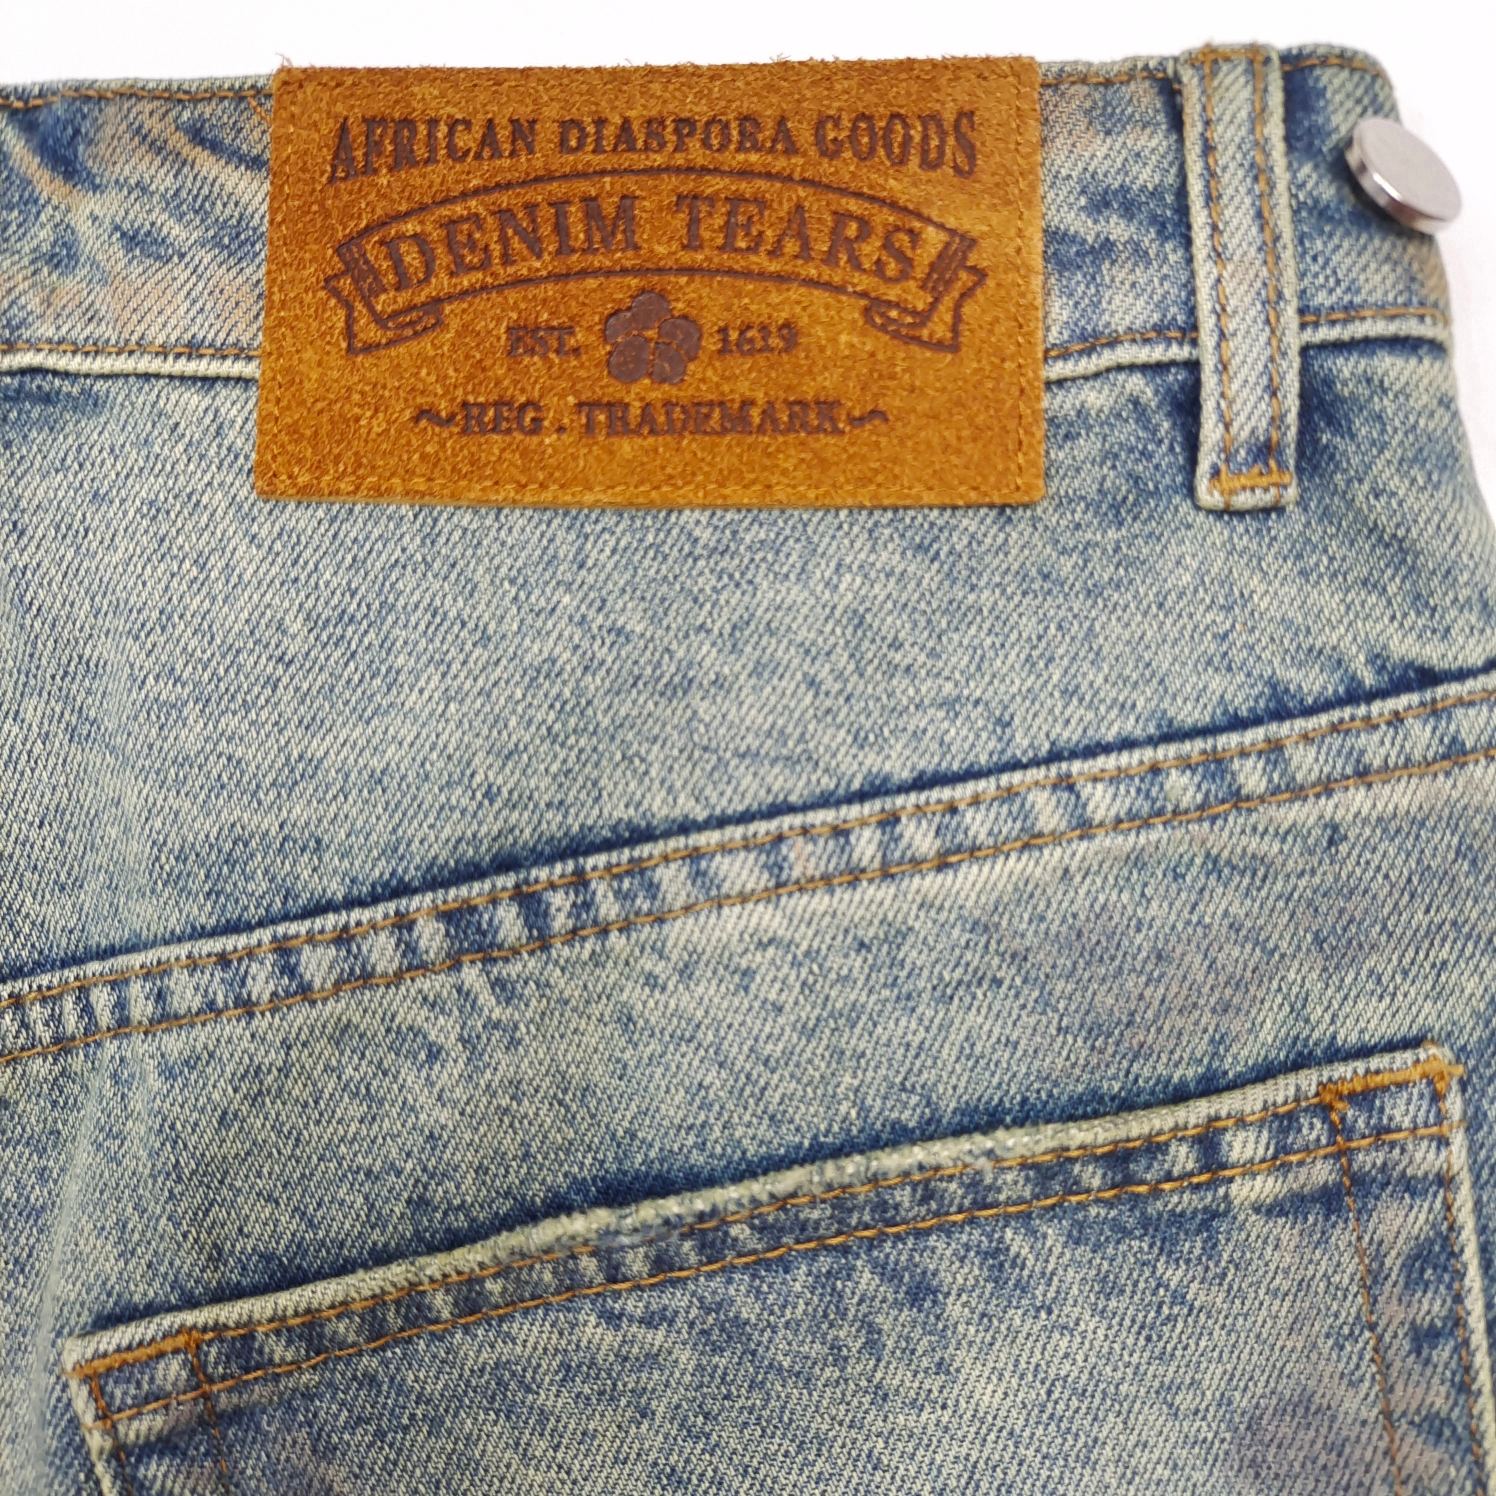 AFRICAN DIASPORA GOODS
DENIM TEARS
EST. 1619
~REG . TRADEMARK~